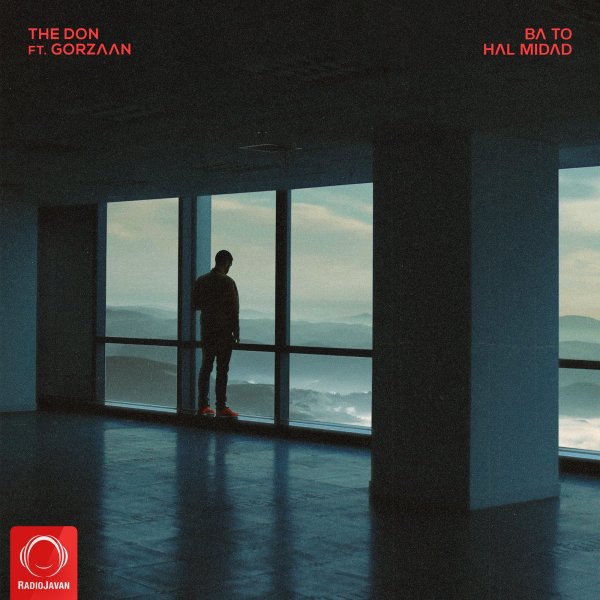 THE DON
FT. GORZAAN
BA TO
HAL MIDAD
RADIOJAVAN